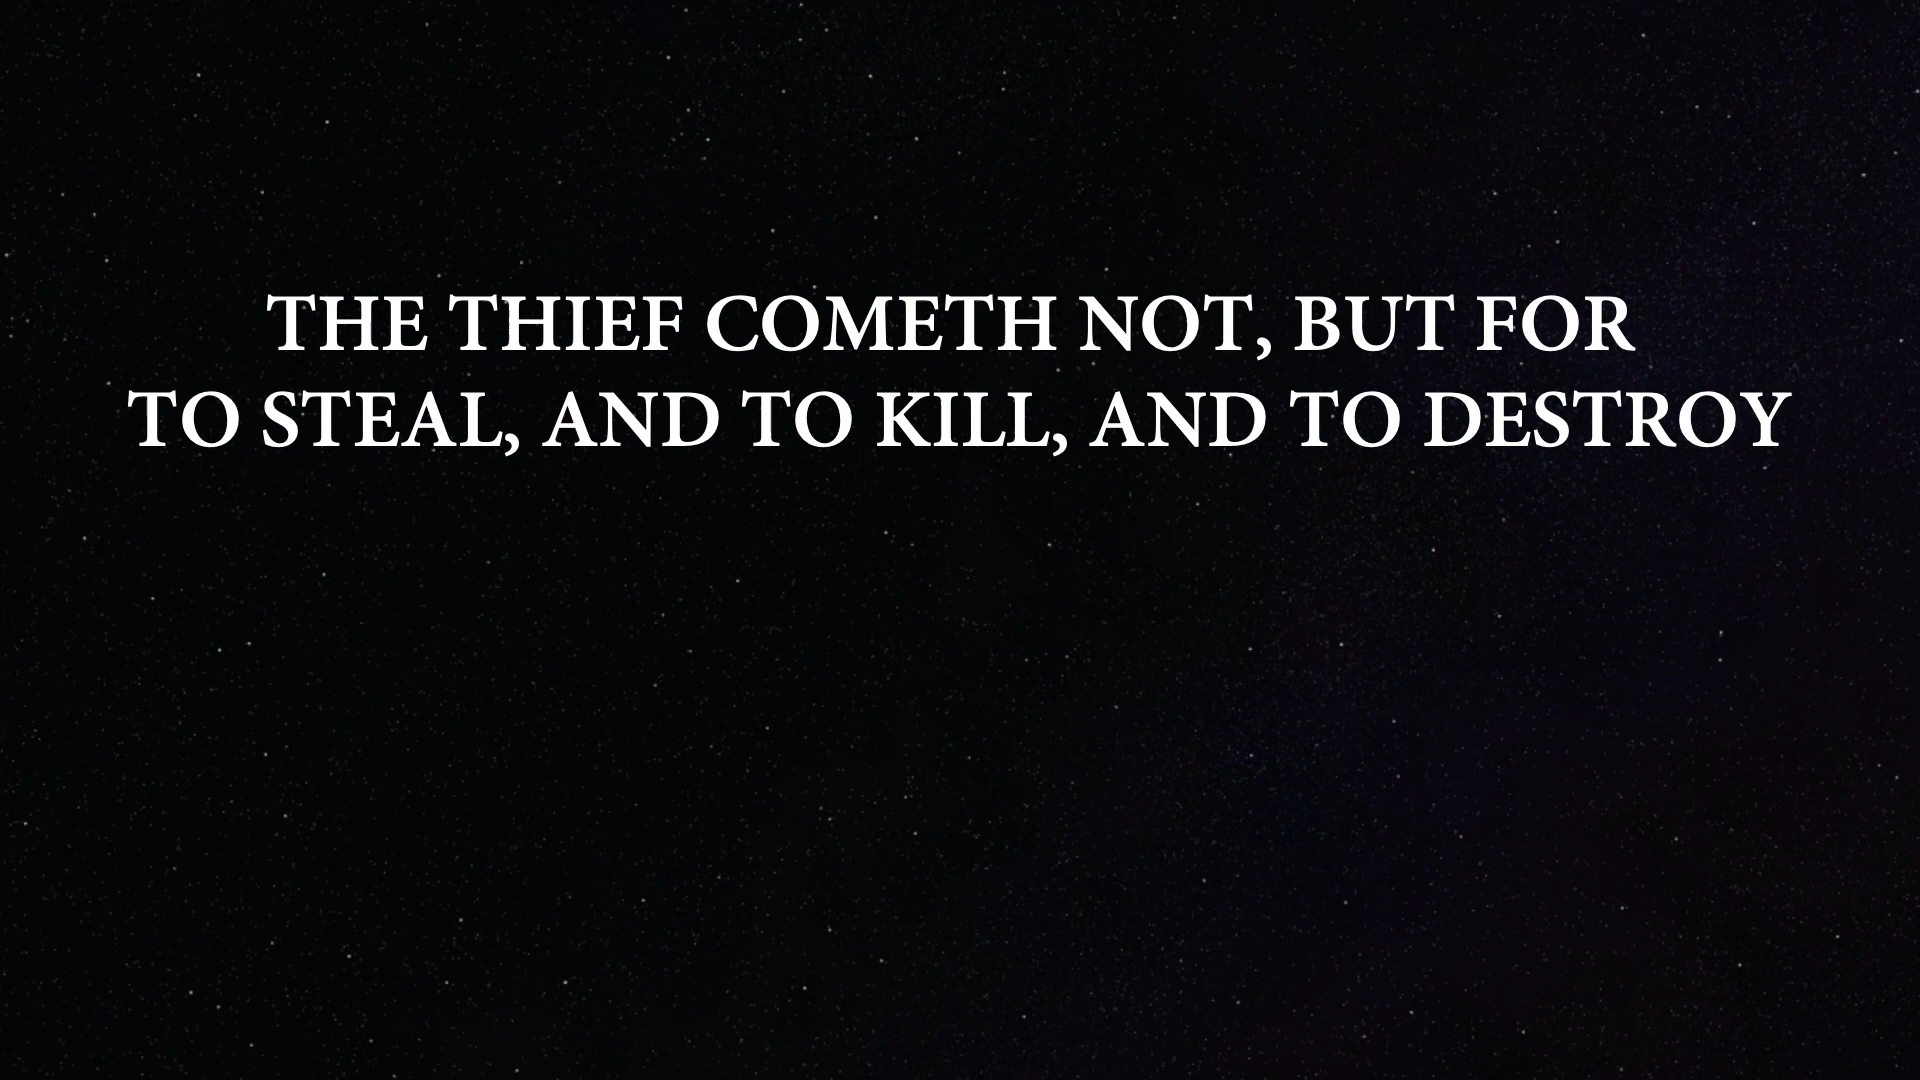 THE THIEF COMETH NOT, BUT FOR
TO STEAL, AND TO KILL, AND TO DESTROY